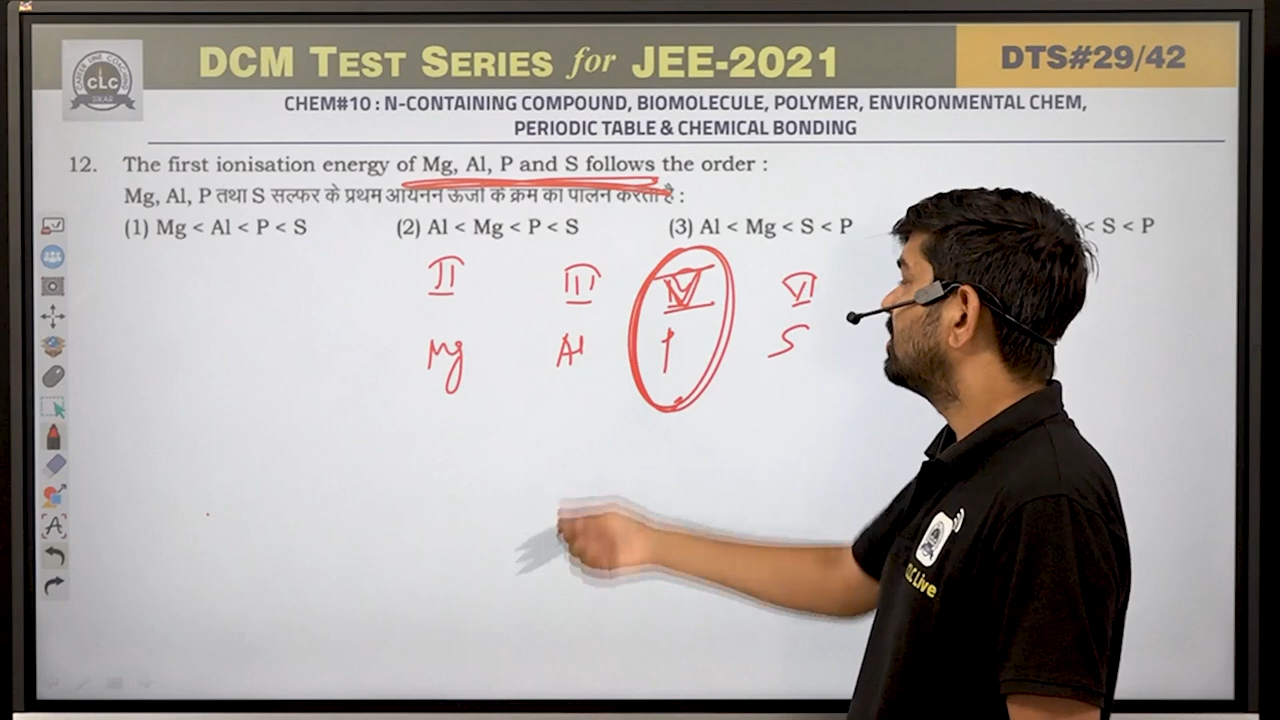 DCM TEST SERIES for JEE-2021
DTS#29/42
CLC
CHEM#10 : N-CONTAINING COMPOUND, BIOMOLECULE, POLYMER, ENVIRONMENTAL CHEM,
PERIODIC TABLE & CHEMICAL BONDING
12. The first ionisation energy of Mg, Al, P and S follows the order :
Mg, Al, P तथा S सल्फर के प्रथम आयनन ऊर्जा के क्रम का पालन करता है :
(1) Mg < Al < P < S (2) Al < Mg < P < S (3) Al < Mg < S < P < S < P
II III V VI
Mg Al P S
Live